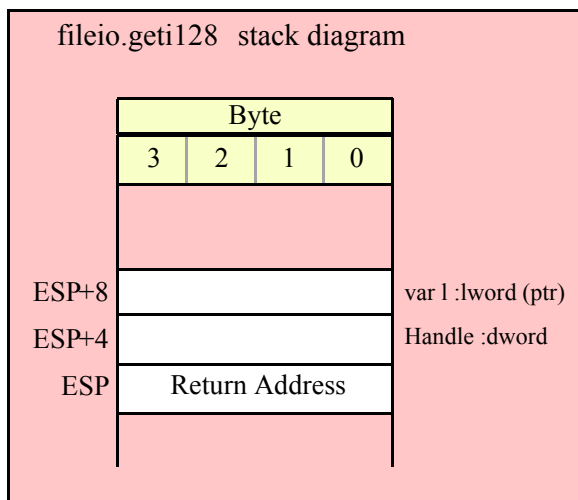 fileio.geti128 stack diagram
Byte
3 2 1 0
ESP+8 var l :lword (ptr)
ESP+4 Handle :dword
ESP Return Address